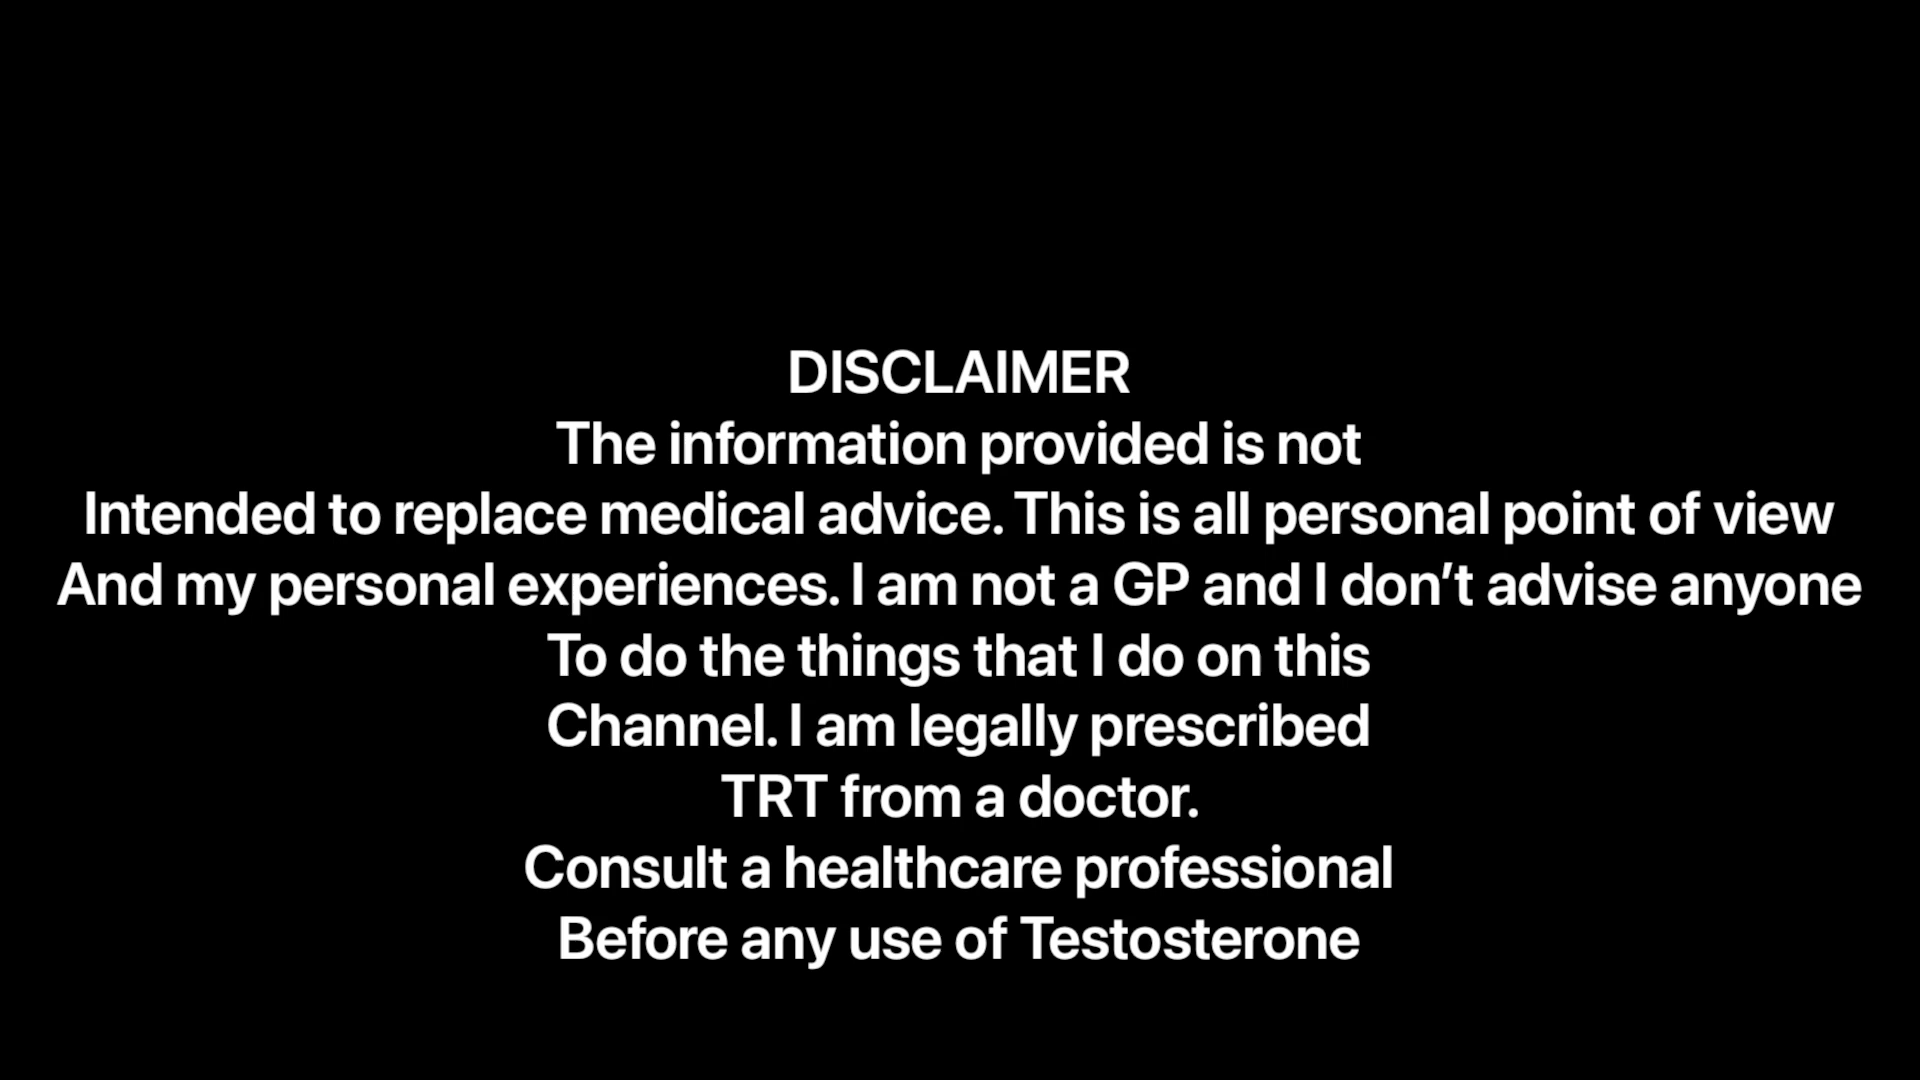 DISCLAIMER
The information provided is not
Intended to replace medical advice. This is all personal point of view
And my personal experiences. I am not a GP and I don’t advise anyone
To do the things that I do on this
Channel. I am legally prescribed
TRT from a doctor.
Consult a healthcare professional
Before any use of Testosterone